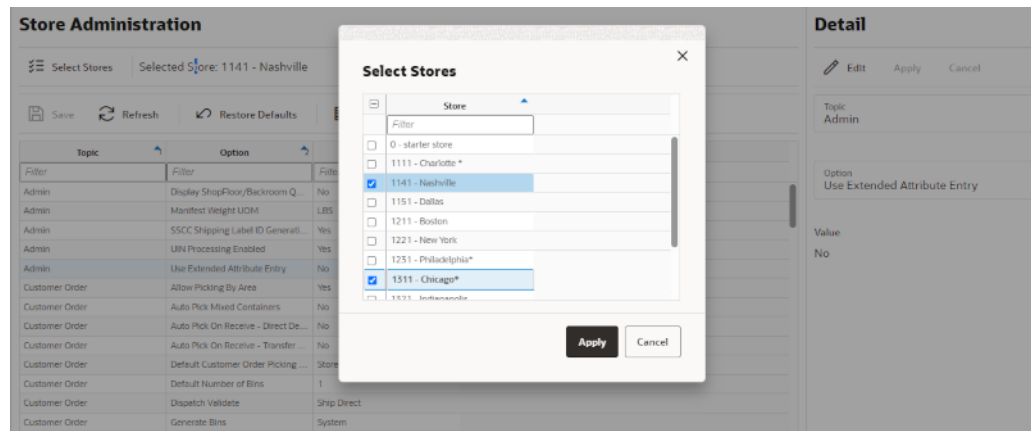 Store Administration
Select Stores
Selected Store: 1141 - Nashville
Save
Refresh
Restore Defaults
Topic
Option
Filter
Filter
Filte
Admin
Display ShopFloor/Backroom Q...
No
Admin
Manifest Weight UOM
LBS
Admin
SSCC Shipping Label ID Generati...
Yes
Admin
UIN Processing Enabled
Yes
Admin
Use Extended Attribute Entry
No
Customer Order
Allow Picking By Area
Yes
Customer Order
Auto Pick Mixed Containers
No
Customer Order
Auto Pick On Receive - Direct De...
No
Customer Order
Auto Pick On Receive - Transfer ...
No
Customer Order
Default Customer Order Picking ...
Store
Customer Order
Default Number of Bins
1
Customer Order
Dispatch Validate
Ship Direct
Customer Order
Generate Bins
System
Select Stores
Store
Filter
0 - starter store
1111 - Charlotte *
1141 - Nashville
1151 - Dallas
1211 - Boston
1221 - New York
1231 - Philadelphia*
1311 - Chicago*
1321 - Indianapolis
Apply
Cancel
Detail
Edit
Apply
Cancel
Topic
Admin
Option
Use Extended Attribute Entry
Value
No